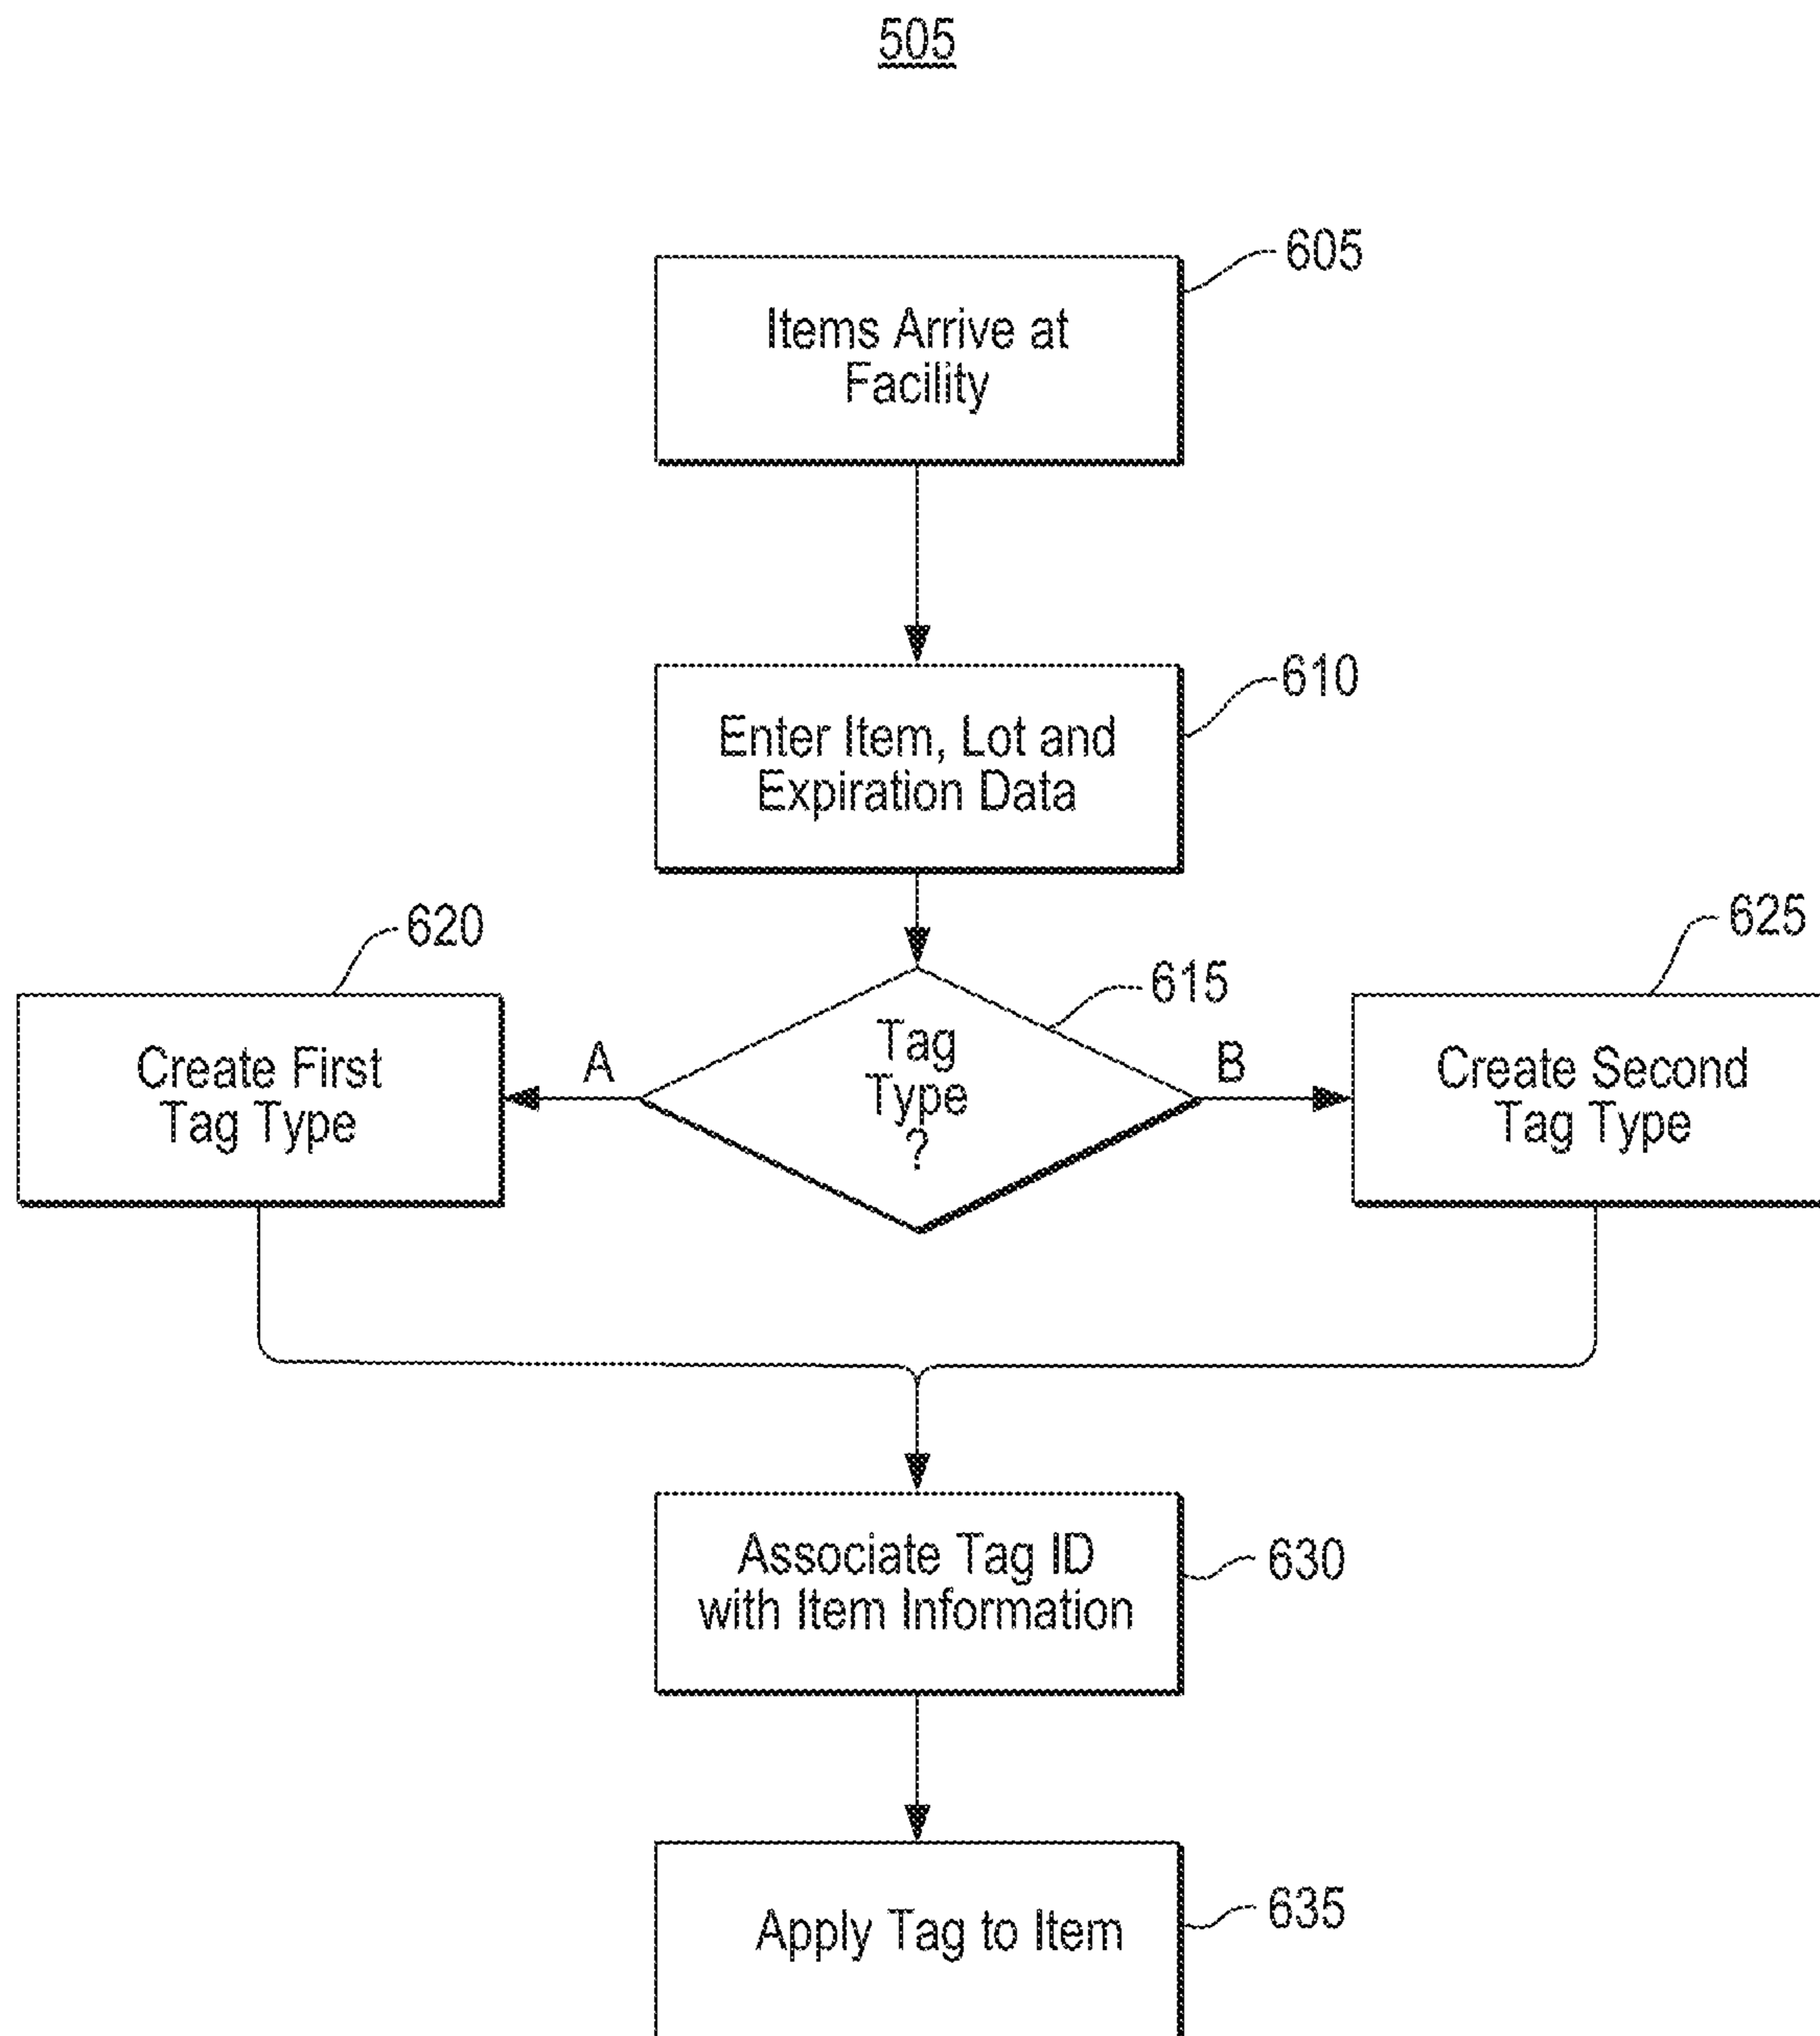 505
605
Items Arrive at
Facility
610
Enter Item, Lot and
Expiration Data
620
615
625
Create First
Tag Type
A
Tag
Type
?
B
Create Second
Tag Type
Associate Tag ID
with Item Information
630
Apply Tag to Item
635